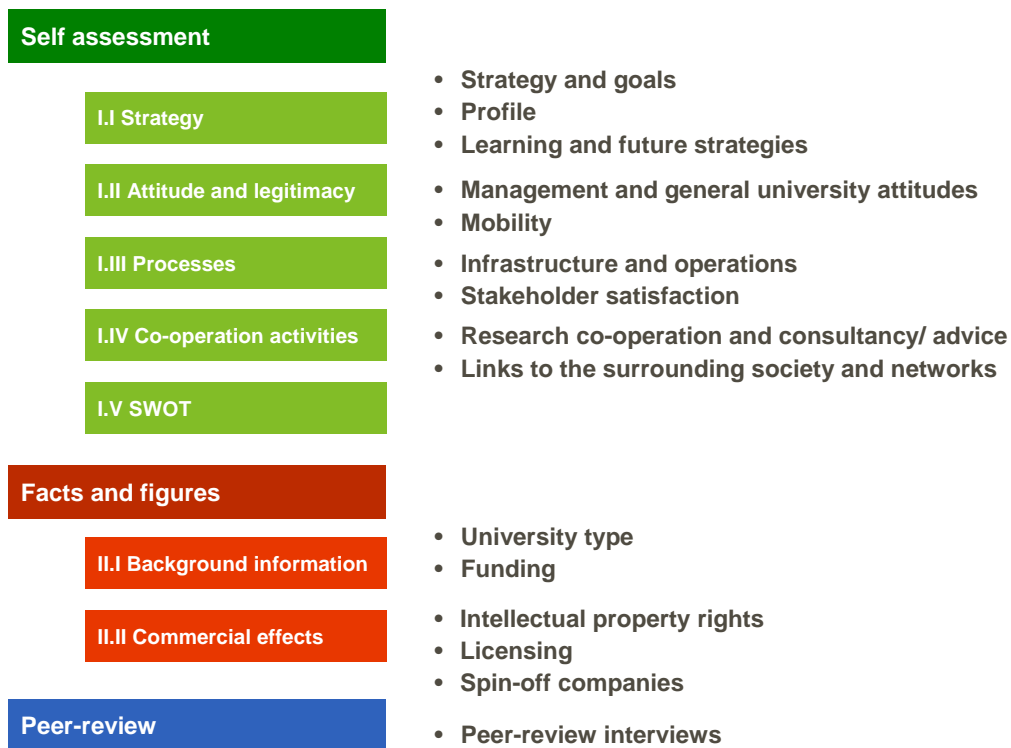 Self assessment
I.I Strategy
• Strategy and goals
• Profile
• Learning and future strategies
I.II Attitude and legitimacy
• Management and general university attitudes
• Mobility
I.III Processes
• Infrastructure and operations
• Stakeholder satisfaction
I.IV Co-operation activities
• Research co-operation and consultancy/ advice
• Links to the surrounding society and networks
I.V SWOT
Facts and figures
II.I Background information
• University type
• Funding
II.II Commercial effects
• Intellectual property rights
• Licensing
• Spin-off companies
Peer-review
• Peer-review interviews